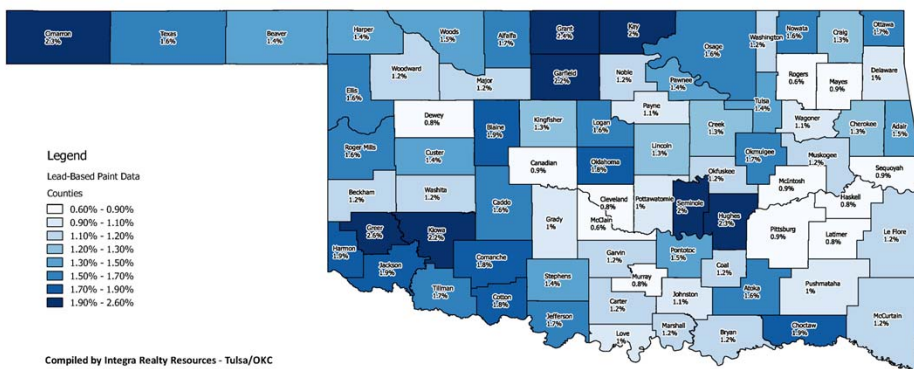 Cimarron
2.3%
Texas
1.6%
Beaver
1.4%
Harper
1.4%
Woods
1.5%
Alfalfa
1.7%
Grant
2.4%
Kay
2%
Osage
1.6%
Washington
1.2%
Nowata
1.6%
Craig
1.3%
Ottawa
1.7%
Ellis
1.6%
Woodward
1.2%
Major
1.2%
Garfield
2.2%
Noble
1.2%
Pawnee
1.4%
Rogers
0.6%
Mayes
0.9%
Delaware
1%
Dewey
0.8%
Blaine
1.9%
Kingfisher
1.3%
Logan
1.6%
Payne
1.1%
Creek
1.3%
Tulsa
1.4%
Wagoner
1.1%
Cherokee
1.3%
Adair
1.5%
Roger Mills
1.6%
Custer
1.4%
Canadian
0.9%
Oklahoma
1.8%
Lincoln
1.3%
Okfuskee
1.2%
Okmulgee
1.7%
Muskogee
1.2%
Sequoyah
0.9%
Beckham
1.2%
Washita
1.2%
Caddo
1.6%
Grady
1%
Cleveland
0.8%
McClain
0.6%
Pottawatomie
1%
Seminole
2%
Hughes
2.3%
McIntosh
0.9%
Haskell
0.8%
Pittsburg
0.9%
Latimer
0.8%
Le Flore
1.2%
Greer
2.6%
Kiowa
2.2%
Harmon
1.9%
Jackson
1.9%
Comanche
1.8%
Tillman
1.7%
Cotton
1.8%
Stephens
1.4%
Jefferson
1.7%
Garvin
1.2%
Murray
0.8%
Pontotoc
1.5%
Coal
1.2%
Carter
1.2%
Johnston
1.1%
Atoka
1.6%
Pushmataha
1%
Love
1%
Marshall
1.2%
Bryan
1.2%
Choctaw
1.9%
McCurtain
1.2%
Legend
Lead-Based Paint Data
Counties
0.60% - 0.90%
0.90% - 1.10%
1.10% - 1.20%
1.20% - 1.30%
1.30% - 1.50%
1.50% - 1.70%
1.70% - 1.90%
1.90% - 2.60%
Compiled by Integra Realty Resources - Tulsa/OKC